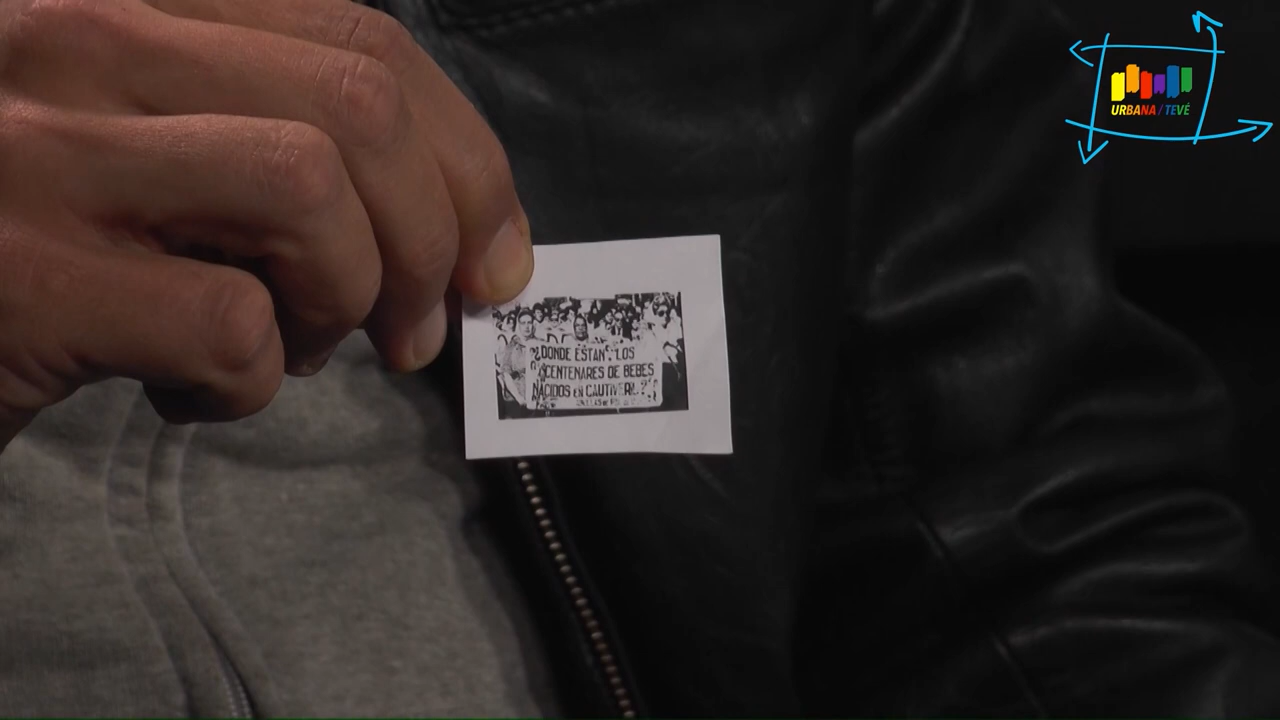 URBANA / TEVÉ
¿DONDE ESTAN LOS
CENTENARES DE BEBES
NACIDOS EN CAUTIVERIO?